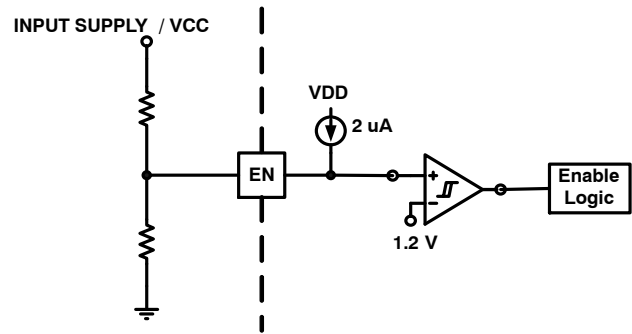 INPUT SUPPLY / VCC
VDD
2 uA
EN
+
−
1.2 V
Enable
Logic